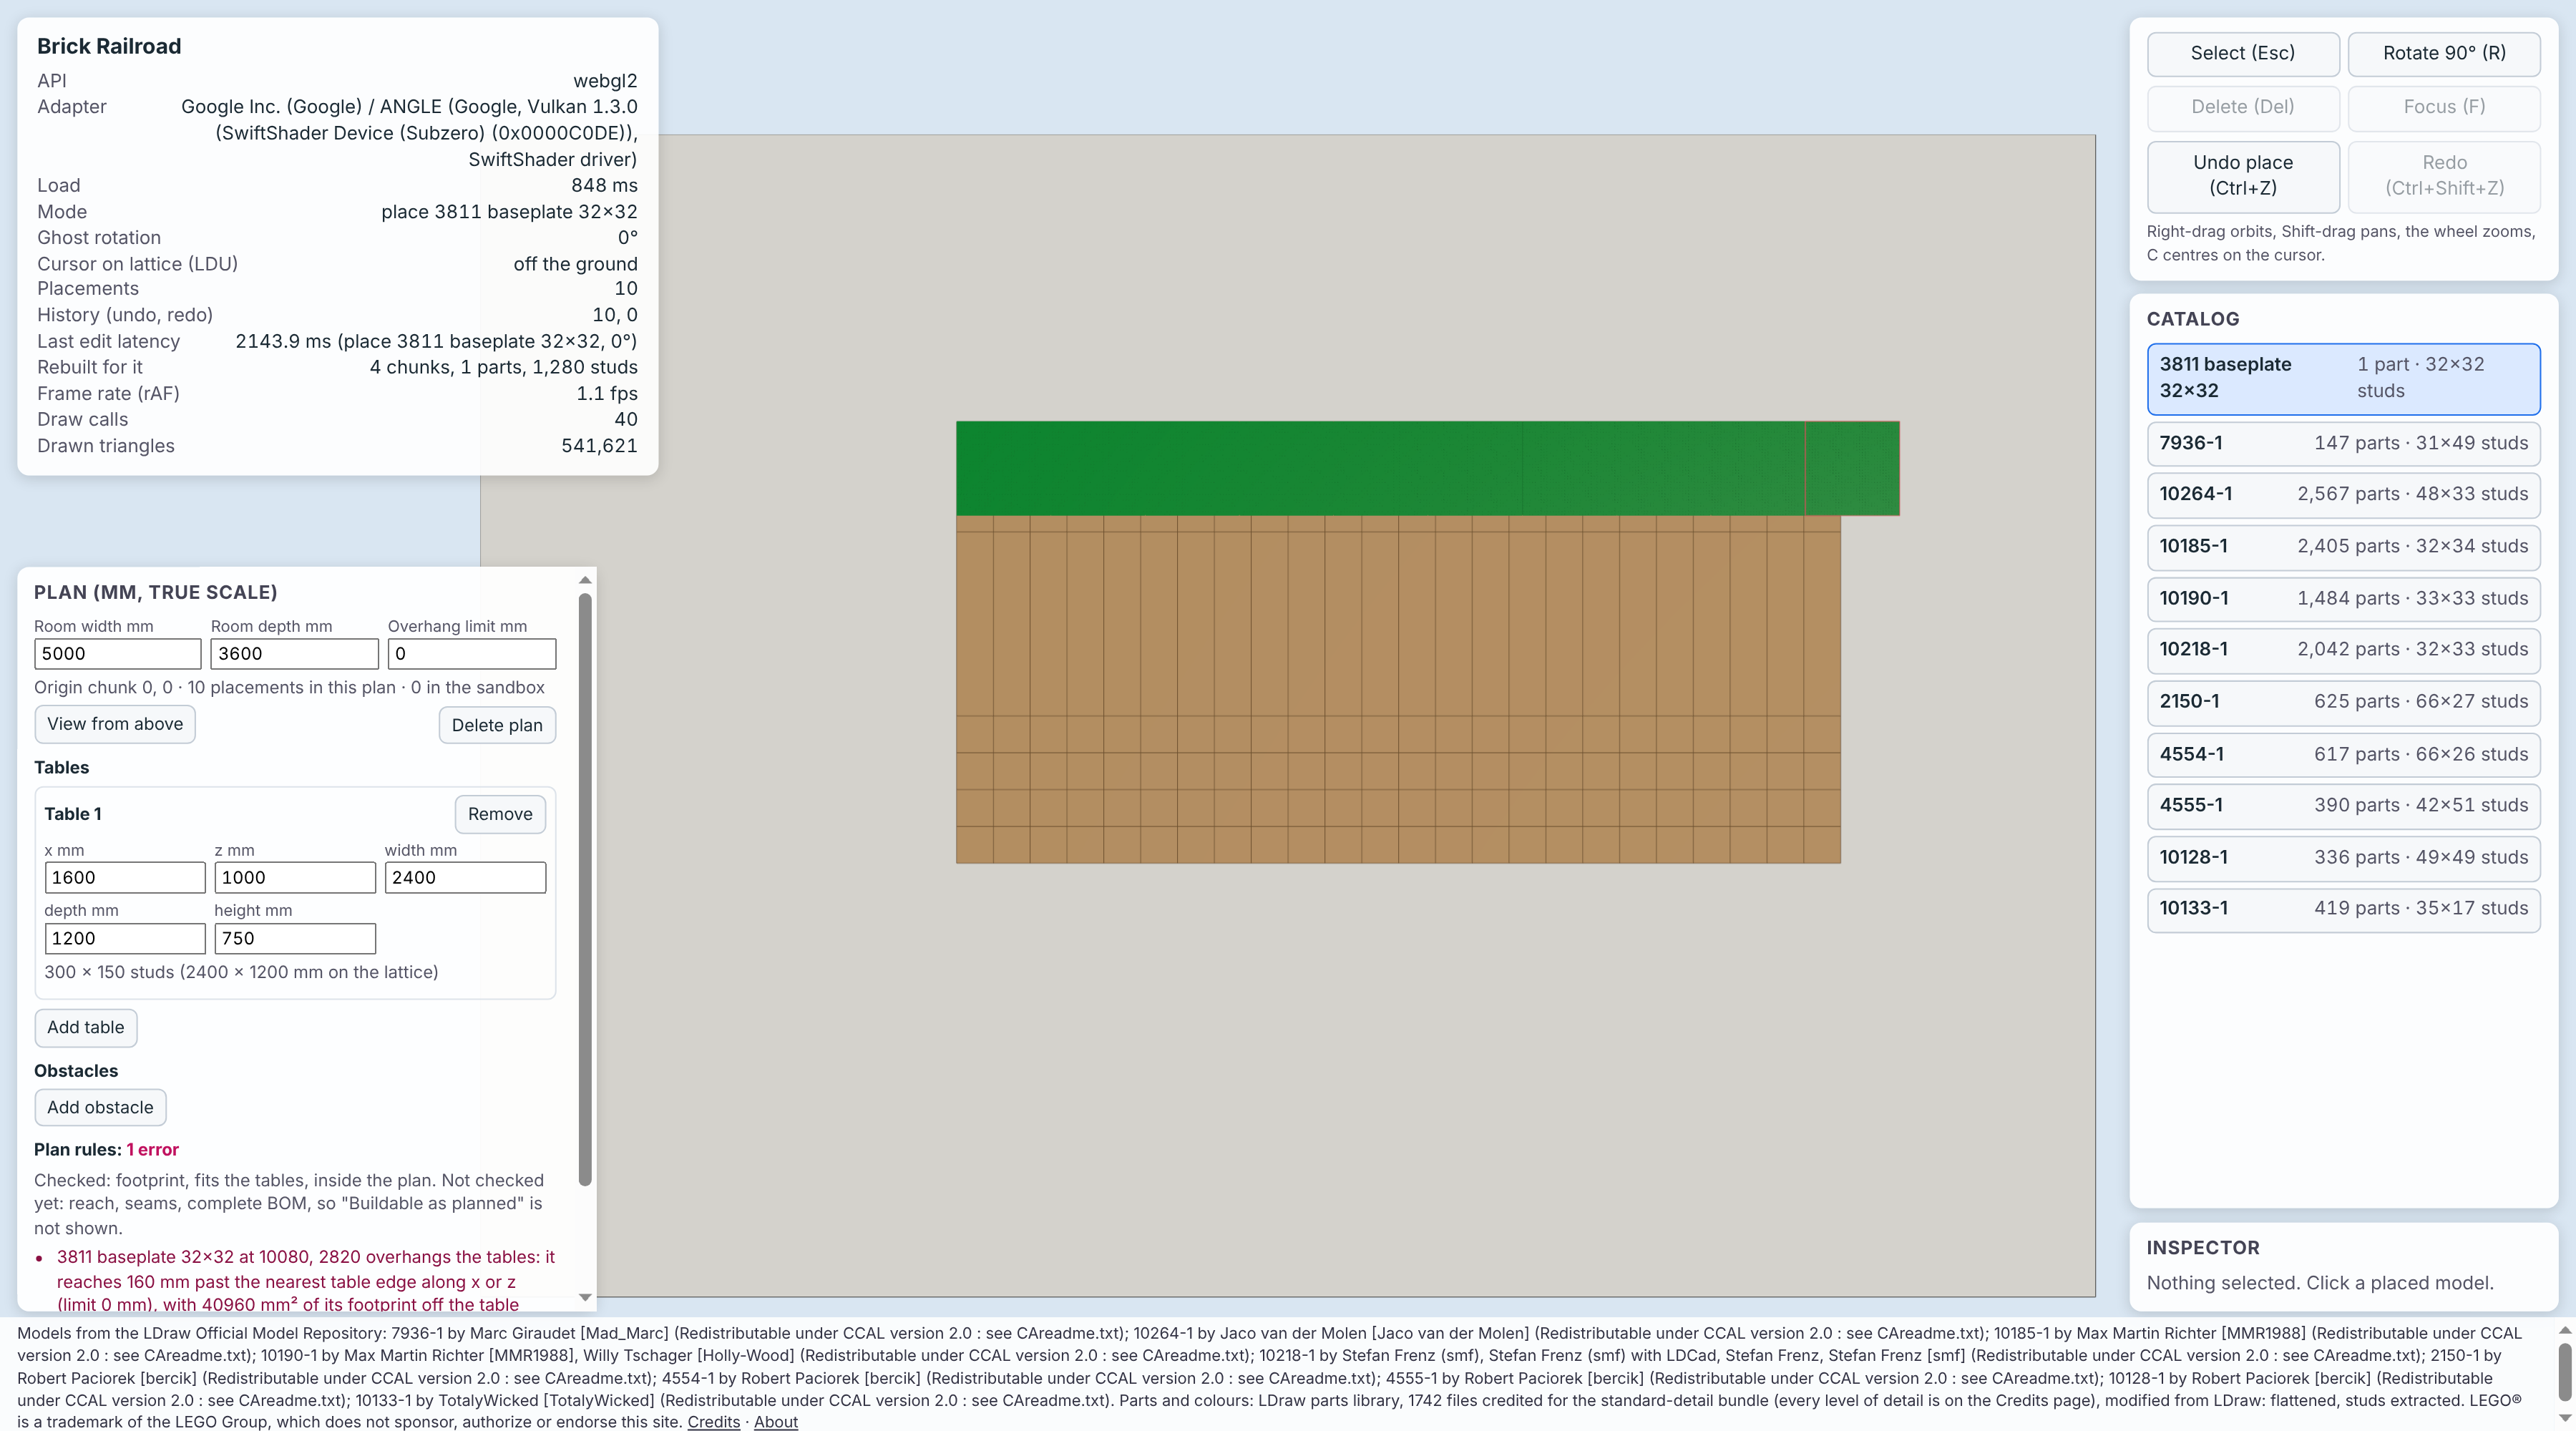 Brick Railroad
API webgl2
Adapter Google Inc. (Google) / ANGLE (Google, Vulkan 1.3.0
(SwiftShader Device (Subzero) (0x0000C0DE)),
SwiftShader driver)
Load 848 ms
Mode place 3811 baseplate 32×32
Ghost rotation 0°
Cursor on lattice (LDU) off the ground
Placements 10
History (undo, redo) 10, 0
Last edit latency 2143.9 ms (place 3811 baseplate 32×32, 0°)
Rebuilt for it 4 chunks, 1 parts, 1,280 studs
Frame rate (rAF) 1.1 fps
Draw calls 40
Drawn triangles 541,621
PLAN (MM, TRUE SCALE)
Room width mm Room depth mm Overhang limit mm
5000 3600 0
Origin chunk 0, 0 · 10 placements in this plan · 0 in the sandbox
View from above Delete plan
Tables
Table 1 Remove
x mm z mm width mm
1600 1000 2400
depth mm height mm
1200 750
300 × 150 studs (2400 × 1200 mm on the lattice)
Add table
Obstacles
Add obstacle
Plan rules: 1 error
Checked: footprint, fits the tables, inside the plan. Not checked
yet: reach, seams, complete BOM, so "Buildable as planned" is
not shown.
• 3811 baseplate 32×32 at 10080, 2820 overhangs the tables: it
reaches 160 mm past the nearest table edge along x or z
(limit 0 mm), with 40960 mm² of its footprint off the table
Select (Esc) Rotate 90° (R)
Delete (Del) Focus (F)
Undo place (Ctrl+Z) Redo (Ctrl+Shift+Z)
Right-drag orbits, Shift-drag pans, the wheel zooms,
C centres on the cursor.
CATALOG
3811 baseplate 32×32 1 part · 32×32 studs
7936-1 147 parts · 31×49 studs
10264-1 2,567 parts · 48×33 studs
10185-1 2,405 parts · 32×34 studs
10190-1 1,484 parts · 33×33 studs
10218-1 2,042 parts · 32×33 studs
2150-1 625 parts · 66×27 studs
4554-1 617 parts · 66×26 studs
4555-1 390 parts · 42×51 studs
10128-1 336 parts · 49×49 studs
10133-1 419 parts · 35×17 studs
INSPECTOR
Nothing selected. Click a placed model.
Models from the LDraw Official Model Repository: 7936-1 by Marc Giraudet [Mad_Marc] (Redistributable under CCAL version 2.0 : see CAreadme.txt); 10264-1 by Jaco van der Molen [Jaco van der Molen] (Redistributable under CCAL version 2.0 : see CAreadme.txt); 10185-1 by Max Martin Richter [MMR1988] (Redistributable under CCAL
version 2.0 : see CAreadme.txt); 10190-1 by Max Martin Richter [MMR1988], Willy Tschager [Holly-Wood] (Redistributable under CCAL version 2.0 : see CAreadme.txt); 10218-1 by Stefan Frenz (smf), Stefan Frenz (smf) with LDCad, Stefan Frenz, Stefan Frenz [smf] (Redistributable under CCAL version 2.0 : see CAreadme.txt); 2150-1 by
Robert Paciorek [bercik] (Redistributable under CCAL version 2.0 : see CAreadme.txt); 4554-1 by Robert Paciorek [bercik] (Redistributable under CCAL version 2.0 : see CAreadme.txt); 4555-1 by Robert Paciorek [bercik] (Redistributable under CCAL version 2.0 : see CAreadme.txt); 10128-1 by Robert Paciorek [bercik] (Redistributable
under CCAL version 2.0 : see CAreadme.txt); 10133-1 by TotalyWicked [TotalyWicked] (Redistributable under CCAL version 2.0 : see CAreadme.txt). Parts and colours: LDraw parts library, 1742 files credited for the standard-detail bundle (every level of detail is on the Credits page), modified from LDraw: flattened, studs extracted. LEGO®
is a trademark of the LEGO Group, which does not sponsor, authorize or endorse this site. Credits · About